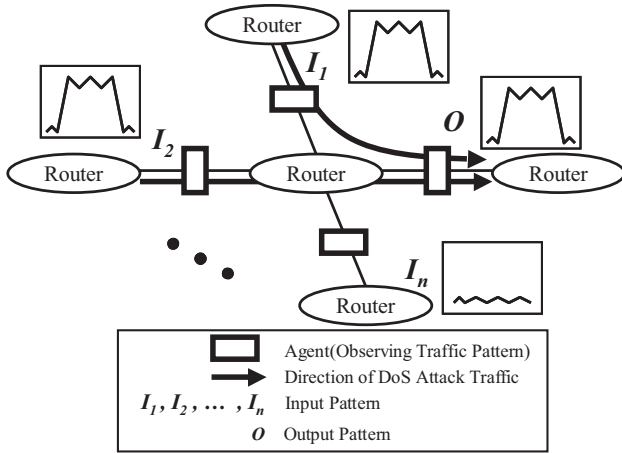 Router
I1
I2
O
Router
Router
Router
In
Router
Agent(Observing Traffic Pattern)
Direction of DoS Attack Traffic
I1 , I2 , … , In Input Pattern
O Output Pattern